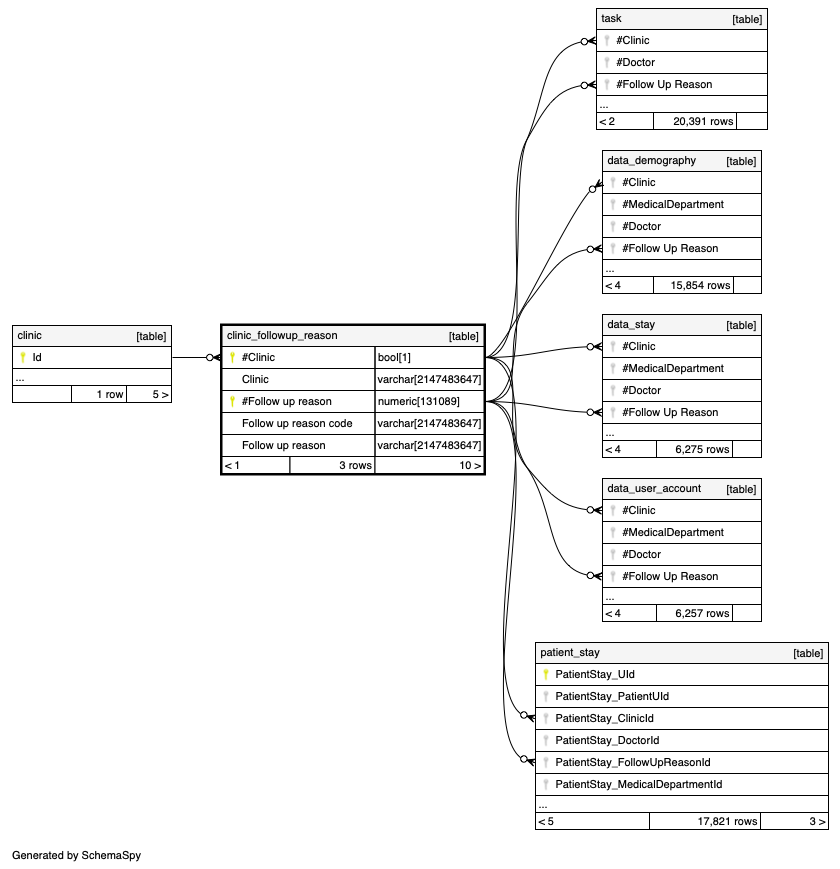 task [table]
#Clinic
#Doctor
#Follow Up Reason
...
< 2 20,391 rows
data_demography [table]
#Clinic
#MedicalDepartment
#Doctor
#Follow Up Reason
...
< 4 15,854 rows
clinic [table]
Id
...
1 row 5 >
clinic_followup_reason [table]
#Clinic bool[1]
Clinic varchar[2147483647]
#Follow up reason numeric[131089]
Follow up reason code varchar[2147483647]
Follow up reason varchar[2147483647]
< 1 3 rows 10 >
data_stay [table]
#Clinic
#MedicalDepartment
#Doctor
#Follow Up Reason
...
< 4 6,275 rows
data_user_account [table]
#Clinic
#MedicalDepartment
#Doctor
#Follow Up Reason
...
< 4 6,257 rows
patient_stay [table]
PatientStay_UId
PatientStay_PatientUId
PatientStay_ClinicId
PatientStay_DoctorId
PatientStay_FollowUpReasonId
PatientStay_MedicalDepartmentId
...
< 5 17,821 rows 3 >
Generated by SchemaSpy